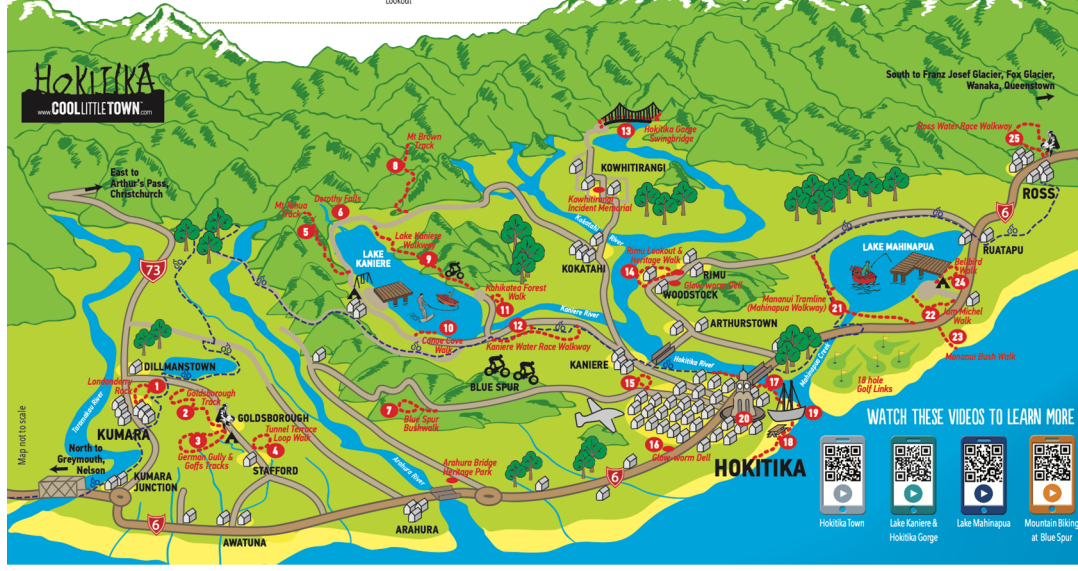 Lookout
HOKITIKA
www.COOLLITTLETOWN.com
South to Franz Josef Glacier, Fox Glacier,
Wanaka, Queenstown
Ross Water Race Walkway
25
ROSS
6
RUATAPU
13
Hokitika Gorge
Swingbridge
KOWHITIRANGI
Kowhitirangi
Incident Memorial
Mt Brown
Track
8
East to
Arthur's Pass,
Christchurch
Dorothy Falls
6
Mt Tuhua
Track
5
73
LAKE
KANIERE
Lake Kaniere
Walkway
9
Kokatahi River
KOKATAHI
Rimu Lookout &
Heritage Walk
14
RIMU
Glow-worm Dell
WOODSTOCK
LAKE MAHINAPUA
Bellbird
Walk
24
Mananui Tramline
(Mahinapua Walkway)
21
22
Jum Michel
Walk
23
Mananui Bush Walk
Kahikatea Forest
Walk
11
10
Canoe Cove
Walk
12
Kaniere River
Kaniere Water Race Walkway
ARTHURSTOWN
KANIERE
Hokitika River
Mahinapua Creek
18 hole
Golf Links
DILLMANSTOWN
Londonderry
Rock
1
2
Goldsborough
Track
GOLDSBOROUGH
Taramakau River
KUMARA
3
German Gully &
Goffs Tracks
Tunnel Terrace
Loop Walk
4
STAFFORD
BLUE SPUR
7
Blue Spur
Bushwalk
15
16
Glow-worm Dell
17
18
19
20
HOKITIKA
North to
Greymouth,
Nelson
KUMARA
JUNCTION
6
AWATUNA
Arahura River
ARAHURA
Arahura Bridge
Heritage Park
6
Map not to scale
WATCH THESE VIDEOS TO LEARN MORE
Hokitika Town
Lake Kaniere &
Hokitika Gorge
Lake Mahinapua
Mountain Biking
at Blue Spur